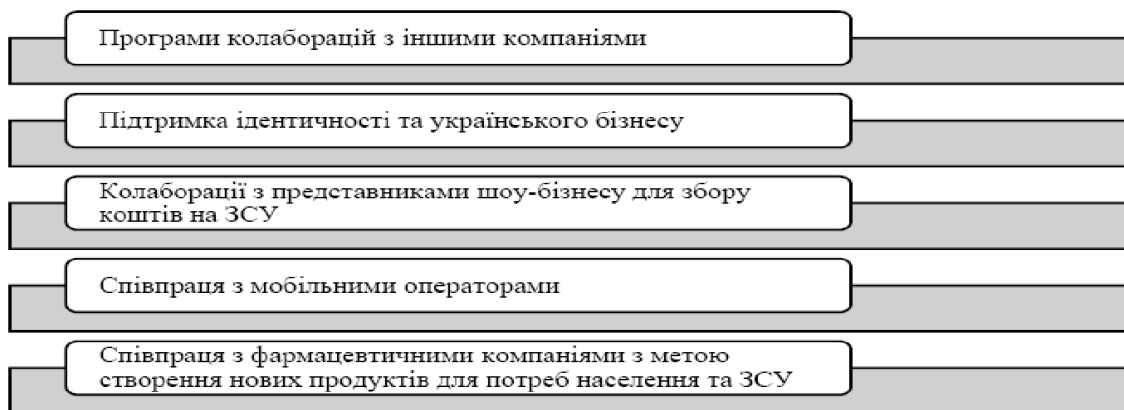 Програми колаборацій з іншими компаніями
Підтримка ідентичності та українського бізнесу
Колаборації з представниками шоу-бізнесу для збору
коштів на ЗСУ
Співпраця з мобільними операторами
Співпраця з фармацевтичними компаніями з метою
створення нових продуктів для потреб населення та ЗСУ